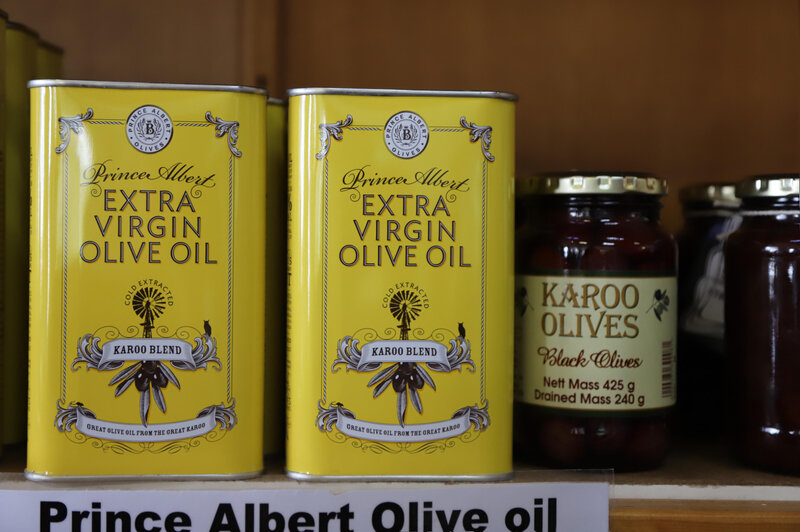 PRINCE ALBERT
B
OLIVES
Prince Albert
EXTRA
VIRGIN
OLIVE OIL
COLD EXTRACTED
KAROO BLEND
GREAT OLIVE OIL FROM THE GREAT KAROO
PRINCE ALBERT
B
OLIVES
Prince Albert
EXTRA
VIRGIN
OLIVE OIL
COLD EXTRACTED
KAROO BLEND
GREAT OLIVE OIL FROM THE GREAT KAROO
KAROO
OLIVES
Black Olives
Nett Mass 425 g
Drained Mass 240 g
Prince Albert Olive oil